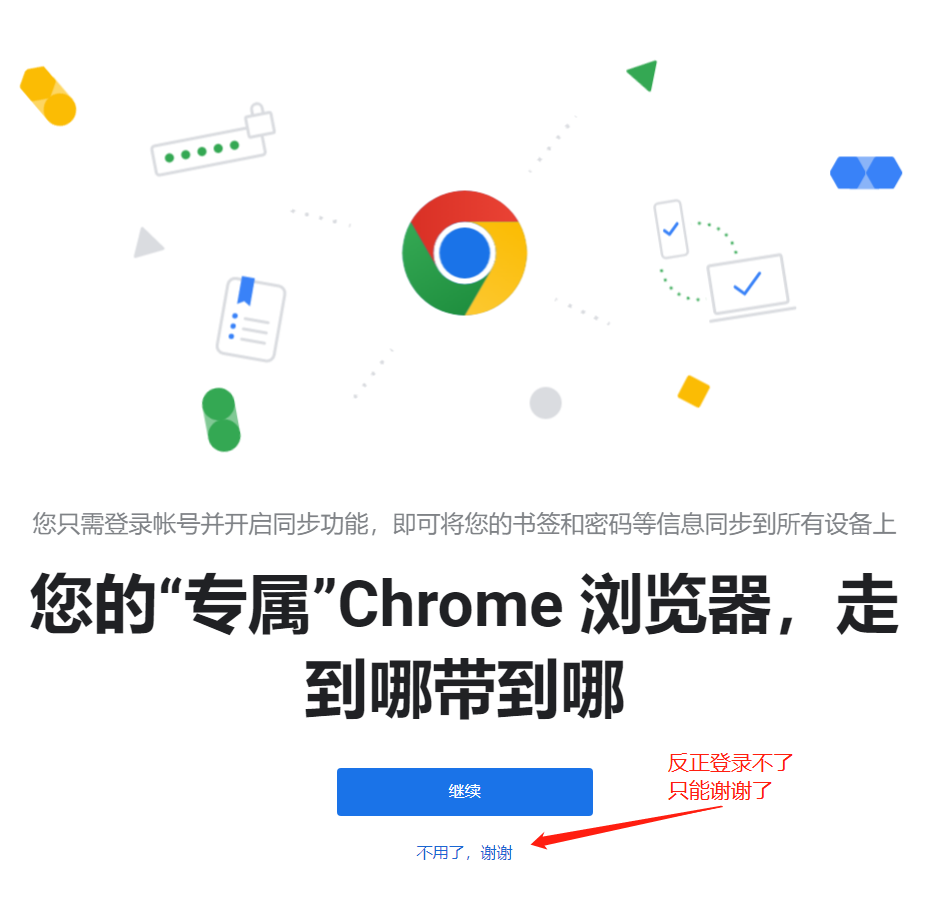 您只需登录帐号并开启同步功能，即可将您的书签和密码等信息同步到所有设备上
您的“专属”Chrome 浏览器，走
到哪带到哪
继续
反正登录不了
只能谢谢了
不用了，谢谢